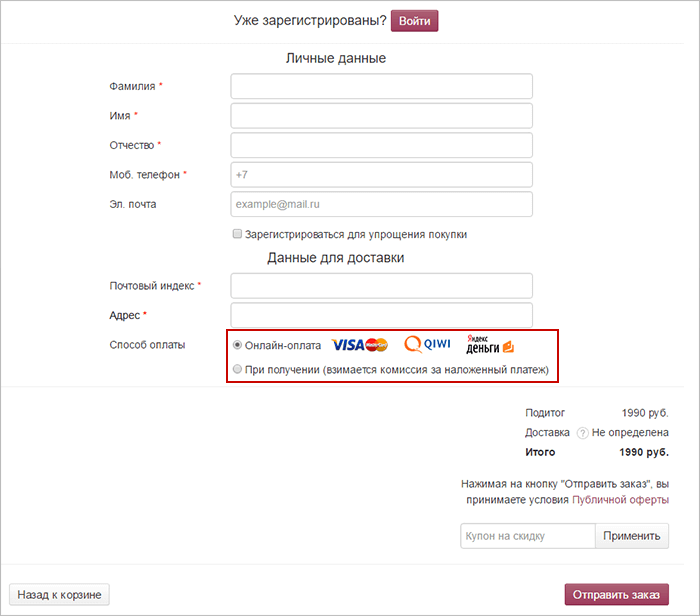 Уже зарегистрированы? Войти
Личные данные
Фамилия *
Имя *
Отчество *
Моб. телефон * +7
Эл. почта example@mail.ru
Зарегистрироваться для упрощения покупки
Данные для доставки
Почтовый индекс *
Адрес *
Способ оплаты Онлайн-оплата VISA MasterCard QIWI Яндекс деньги
При получении (взимается комиссия за наложенный платеж)
Подитог 1990 руб.
Доставка ? Не определена
Итого 1990 руб.
Нажимая на кнопку "Отправить заказ", вы
принимаете условия Публичной оферты
Купон на скидку Применить
Назад к корзине Отправить заказ